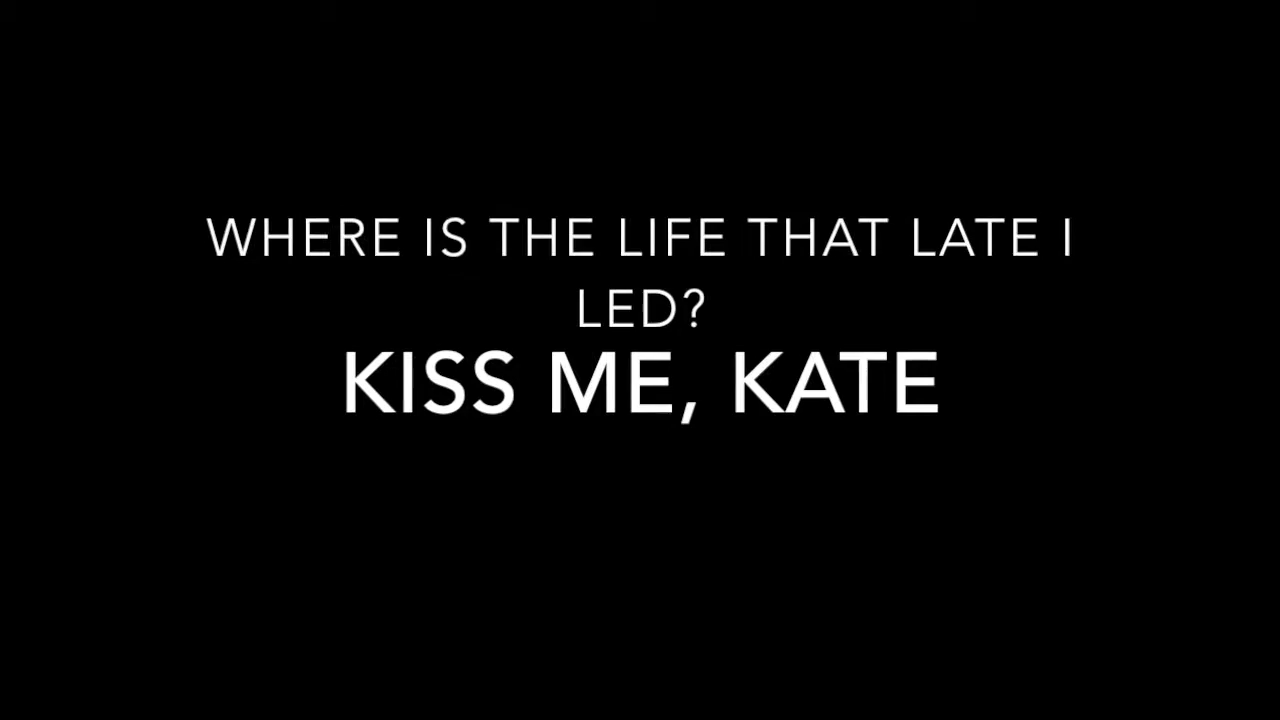 WHERE IS THE LIFE THAT LATE I
LED?
KISS ME, KATE